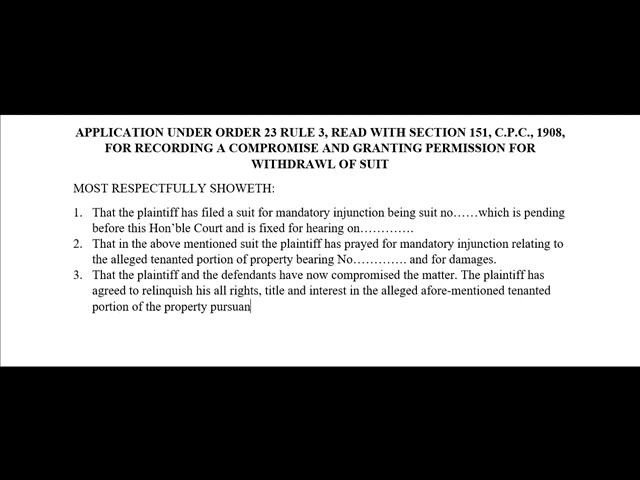 APPLICATION UNDER ORDER 23 RULE 3, READ WITH SECTION 151, C.P.C., 1908,
FOR RECORDING A COMPROMISE AND GRANTING PERMISSION FOR
WITHDRAWL OF SUIT
MOST RESPECTFULLY SHOWETH:
1. That the plaintiff has filed a suit for mandatory injunction being suit no……which is pending
before this Hon'ble Court and is fixed for hearing on………….
2. That in the above mentioned suit the plaintiff has prayed for mandatory injunction relating to
the alleged tenanted portion of property bearing No…………. and for damages.
3. That the plaintiff and the defendants have now compromised the matter. The plaintiff has
agreed to relinquish his all rights, title and interest in the alleged afore-mentioned tenanted
portion of the property pursuan